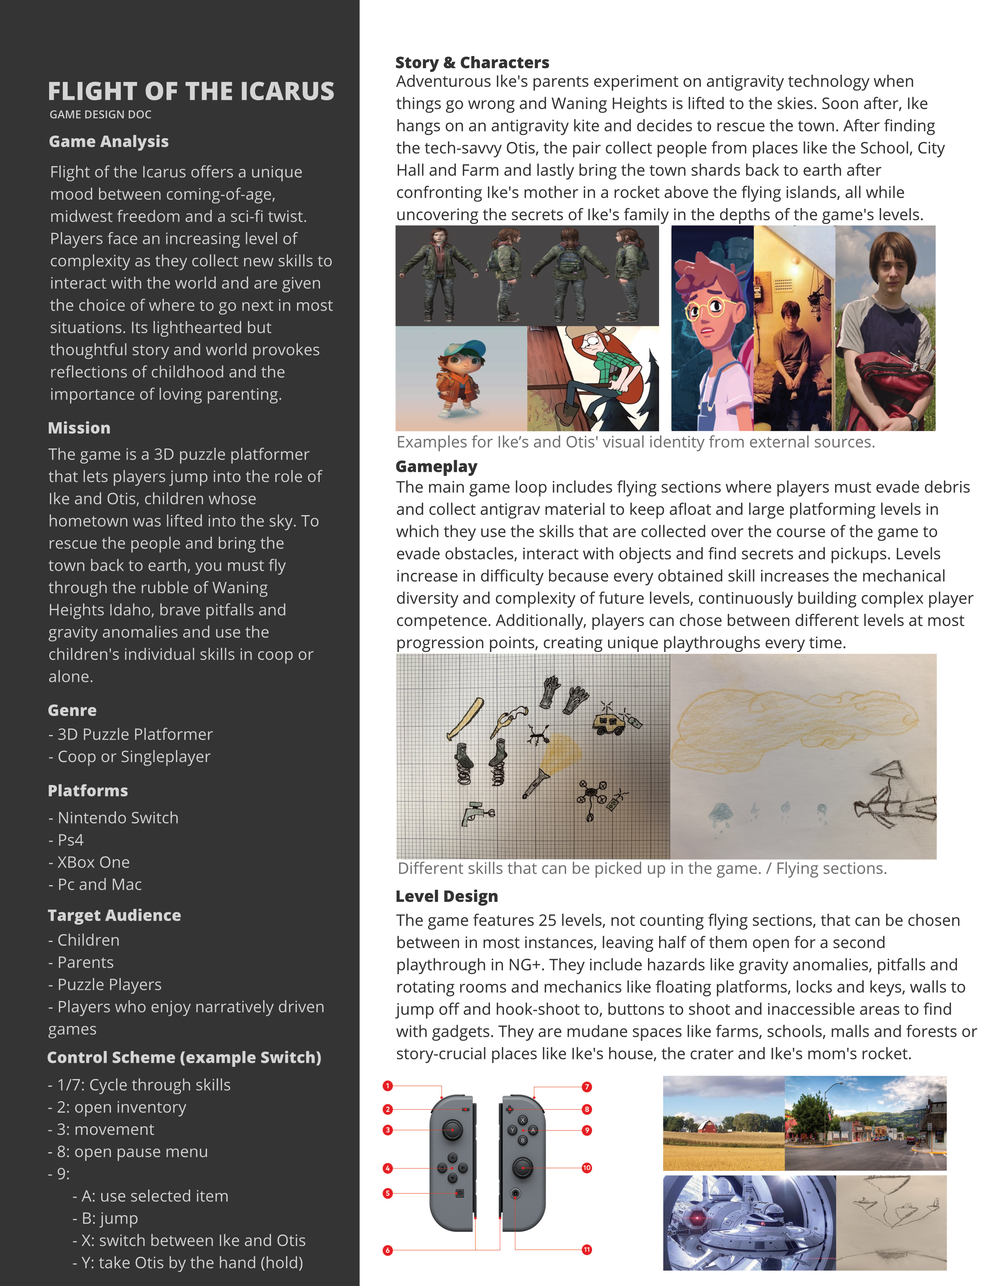 FLIGHT OF THE ICARUS
GAME DESIGN DOC
Game Analysis
Flight of the Icarus offers a unique
mood between coming-of-age,
midwest freedom and a sci-fi twist.
Players face an increasing level of
complexity as they collect new skills to
interact with the world and are given
the choice of where to go next in most
situations. Its lighthearted but
thoughtful story and world provokes
reflections of childhood and the
importance of loving parenting.
Mission
The game is a 3D puzzle platformer
that lets players jump into the role of
Ike and Otis, children whose
hometown was lifted into the sky. To
rescue the people and bring the
town back to earth, you must fly
through the rubble of Waning
Heights Idaho, brave pitfalls and
gravity anomalies and use the
children's individual skills in coop or
alone.
Genre
- 3D Puzzle Platformer
- Coop or Singleplayer
Platforms
- Nintendo Switch
- Ps4
- XBox One
- Pc and Mac
Target Audience
- Children
- Parents
- Puzzle Players
- Players who enjoy narratively driven
games
Control Scheme (example Switch)
- 1/7: Cycle through skills
- 2: open inventory
- 3: movement
- 8: open pause menu
- 9:
- A: use selected item
- B: jump
- X: switch between Ike and Otis
- Y: take Otis by the hand (hold)
Story & Characters
Adventurous Ike's parents experiment on antigravity technology when
things go wrong and Waning Heights is lifted to the skies. Soon after, Ike
hangs on an antigravity kite and decides to rescue the town. After finding
the tech-savvy Otis, the pair collect people from places like the School, City
Hall and Farm and lastly bring the town shards back to earth after
confronting Ike's mother in a rocket above the flying islands, all while
uncovering the secrets of Ike's family in the depths of the game's levels.
Examples for Ike’s and Otis' visual identity from external sources.
Gameplay
The main game loop includes flying sections where players must evade debris
and collect antigrav material to keep afloat and large platforming levels in
which they use the skills that are collected over the course of the game to
evade obstacles, interact with objects and find secrets and pickups. Levels
increase in difficulty because every obtained skill increases the mechanical
diversity and complexity of future levels, continuously building complex player
competence. Additionally, players can chose between different levels at most
progression points, creating unique playthroughs every time.
Different skills that can be picked up in the game. / Flying sections.
Level Design
The game features 25 levels, not counting flying sections, that can be chosen
between in most instances, leaving half of them open for a second
playthrough in NG+. They include hazards like gravity anomalies, pitfalls and
rotating rooms and mechanics like floating platforms, locks and keys, walls to
jump off and hook-shoot to, buttons to shoot and inaccessible areas to find
with gadgets. They are mudane spaces like farms, schools, malls and forests or
story-crucial places like Ike's house, the crater and Ike's mom's rocket.
1
2
3
4
5
6
7
8
9
10
11
X
Y
A
B